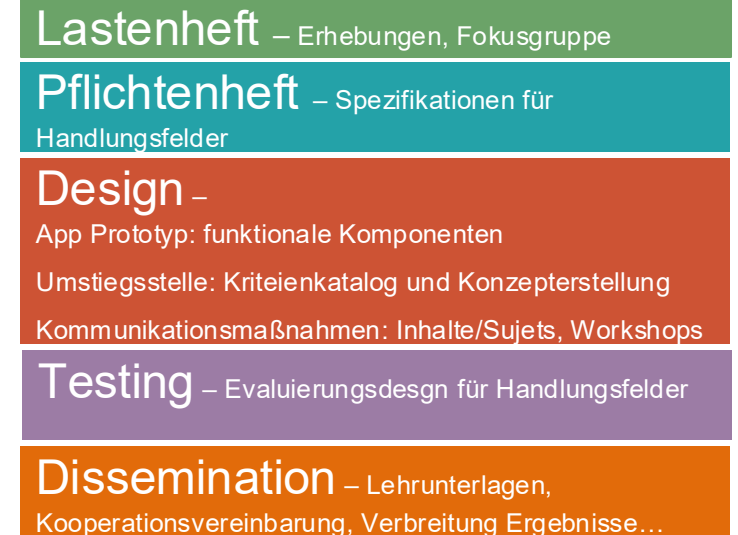 Lastenheft – Erhebungen, Fokusgruppe
Pflichtenheft – Spezifikationen für
Handlungsfelder
Design –
App Prototyp: funktionale Komponenten
Umstiegsstelle: Kriteienkatalog und Konzepterstellung
Kommunikationsmaßnahmen: Inhalte/Sujets, Workshops
Testing – Evaluierungsdesgn für Handlungsfelder
Dissemination – Lehrunterlagen,
Kooperationsvereinbarung, Verbreitung Ergebnisse…